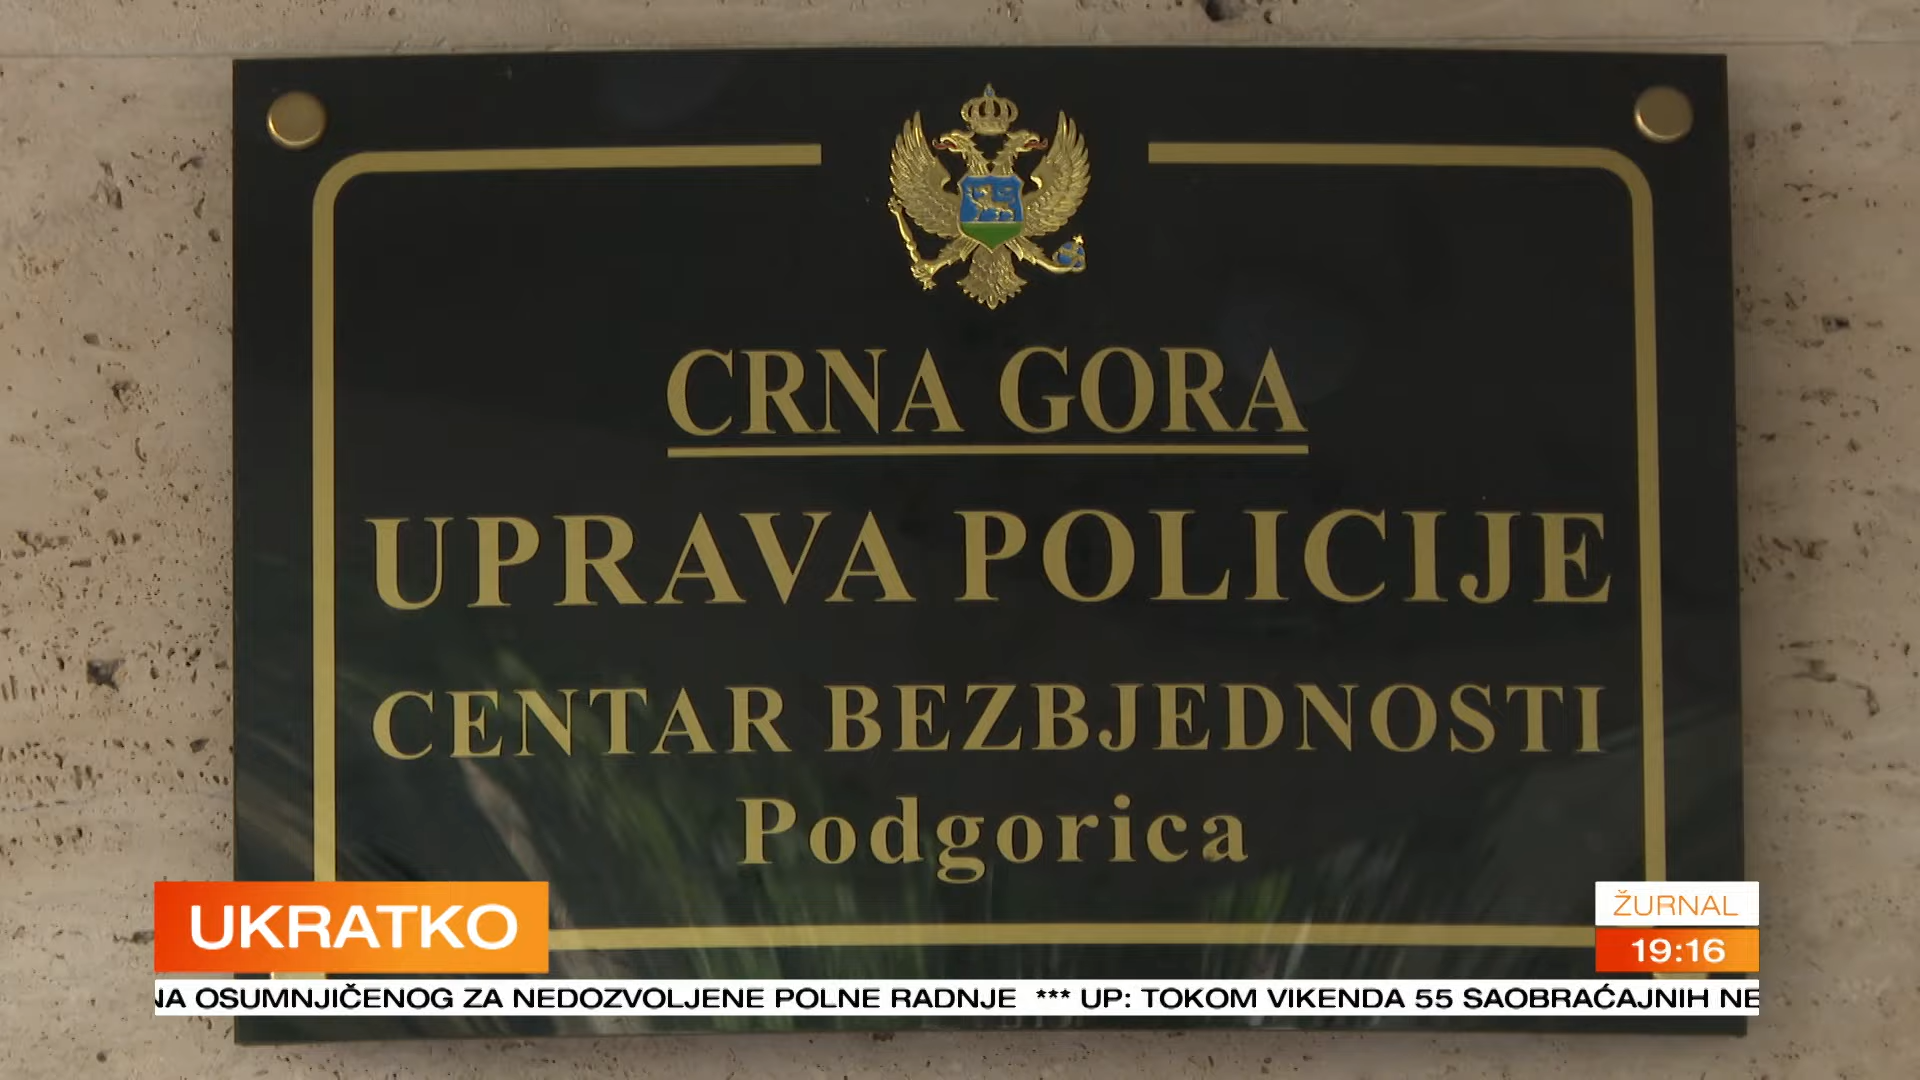 CRNA GORA
UPRAVA POLICIJE
CENTAR BEZBJEDNOSTI
Podgorica
UKRATKO
ŽURNAL
19:16
OSUMNJIČENOG ZA NEDOZVOLJENE POLNE RADNJE *** UP: TOKOM VIKENDA 55 SAOBRAĆAJNIH